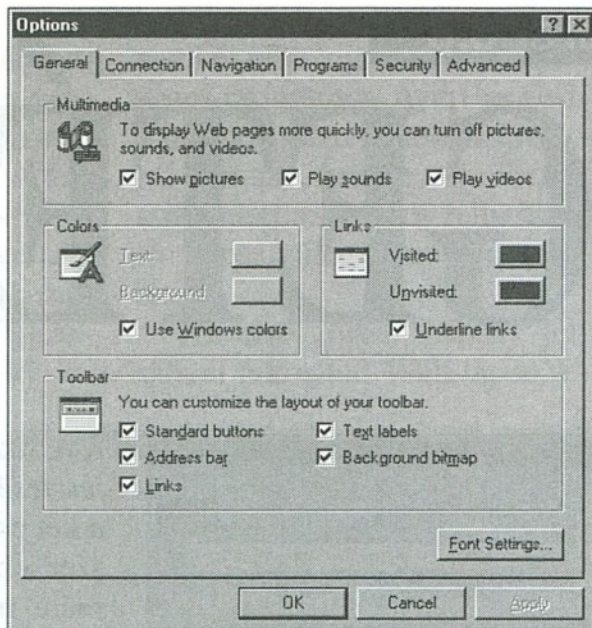 Options
General Connection Navigation Programs Security Advanced
Multimedia
To display Web pages more quickly, you can turn off pictures,
sounds, and videos.
Show pictures Play sounds Play videos
Colors
Text:
Background
Use Windows colors
Links
Visited:
Unvisited:
Underline links
Toolbar
You can customize the layout of your toolbar.
Standard buttons Text labels
Address bar Background bitmap
Links
Font Settings...
OK Cancel Apply